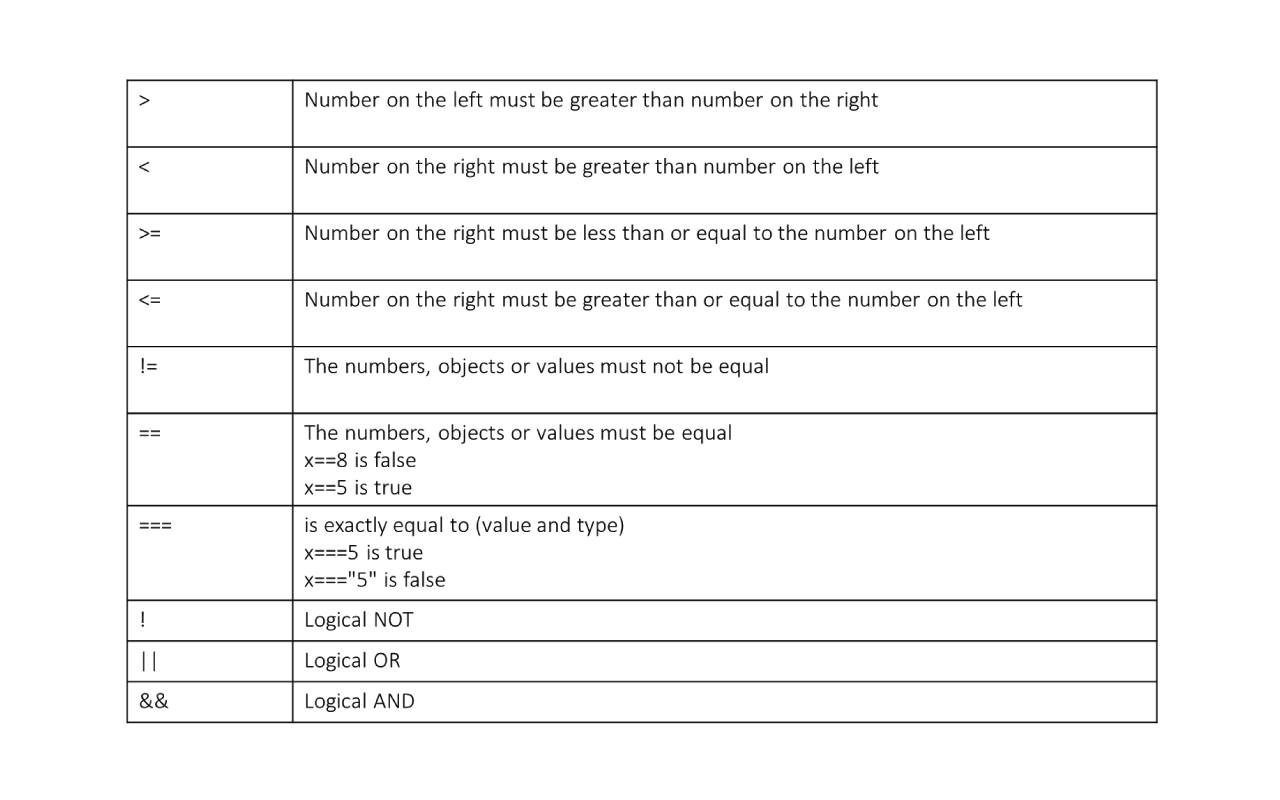 > Number on the left must be greater than number on the right
< Number on the right must be greater than number on the left
>= Number on the right must be less than or equal to the number on the left
<= Number on the right must be greater than or equal to the number on the left
!= The numbers, objects or values must not be equal
== The numbers, objects or values must be equal
x==8 is false
x==5 is true
=== is exactly equal to (value and type)
x===5 is true
x==="5" is false
! Logical NOT
|| Logical OR
&& Logical AND